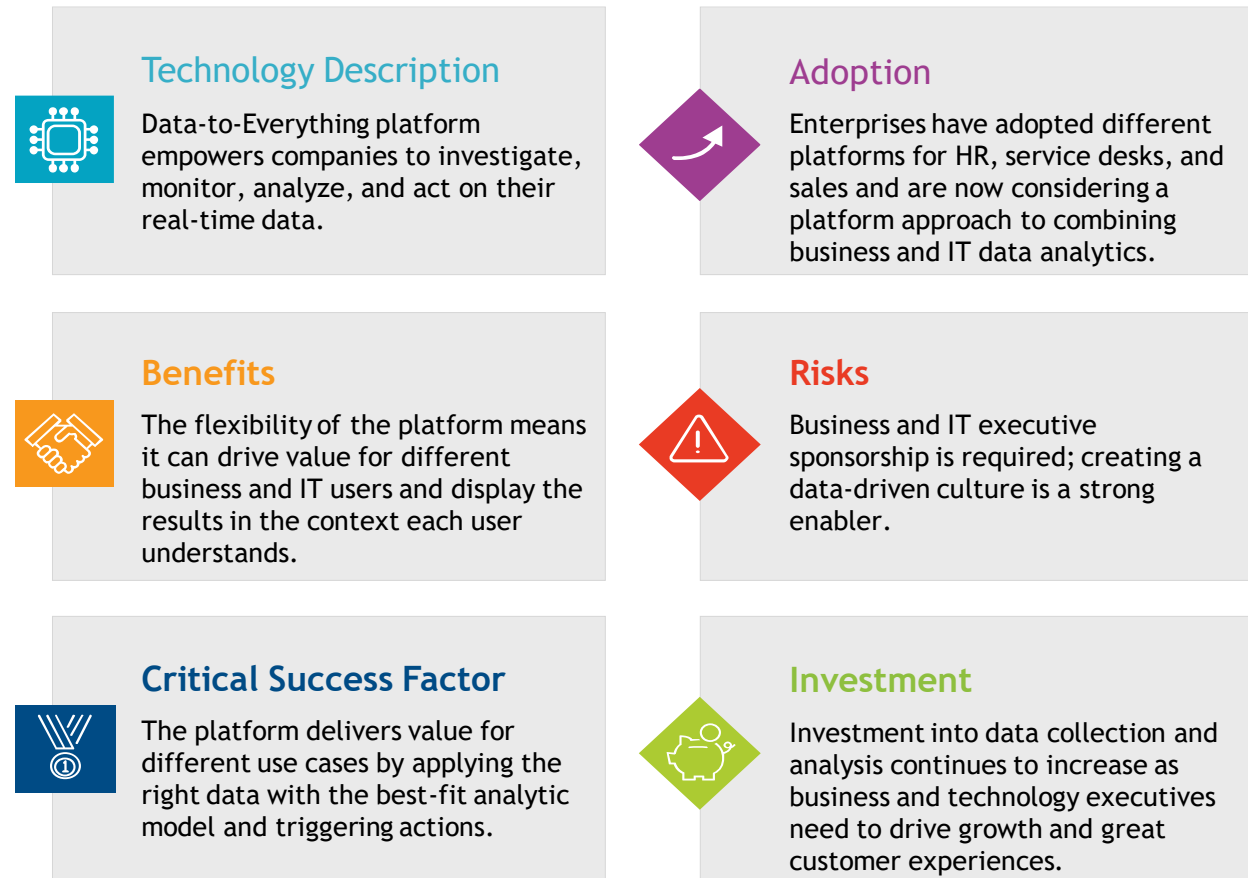 Technology Description
Data-to-Everything platform
empowers companies to investigate,
monitor, analyze, and act on their
real-time data.
Adoption
Enterprises have adopted different
platforms for HR, service desks, and
sales and are now considering a
platform approach to combining
business and IT data analytics.
Benefits
The flexibility of the platform means
it can drive value for different
business and IT users and display the
results in the context each user
understands.
Risks
Business and IT executive
sponsorship is required; creating a
data-driven culture is a strong
enabler.
Critical Success Factor
The platform delivers value for
different use cases by applying the
right data with the best-fit analytic
model and triggering actions.
1
Investment
Investment into data collection and
analysis continues to increase as
business and technology executives
need to drive growth and great
customer experiences.